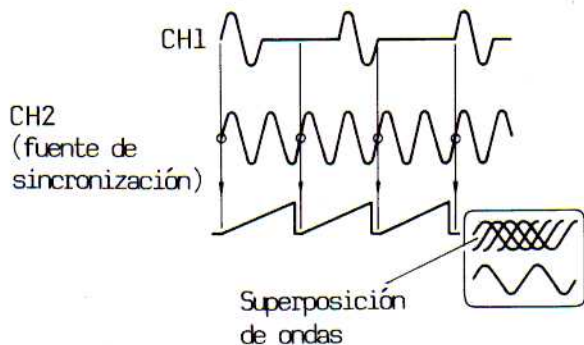 CH1
CH2
(fuente de
sincronización)
Superposición
de ondas